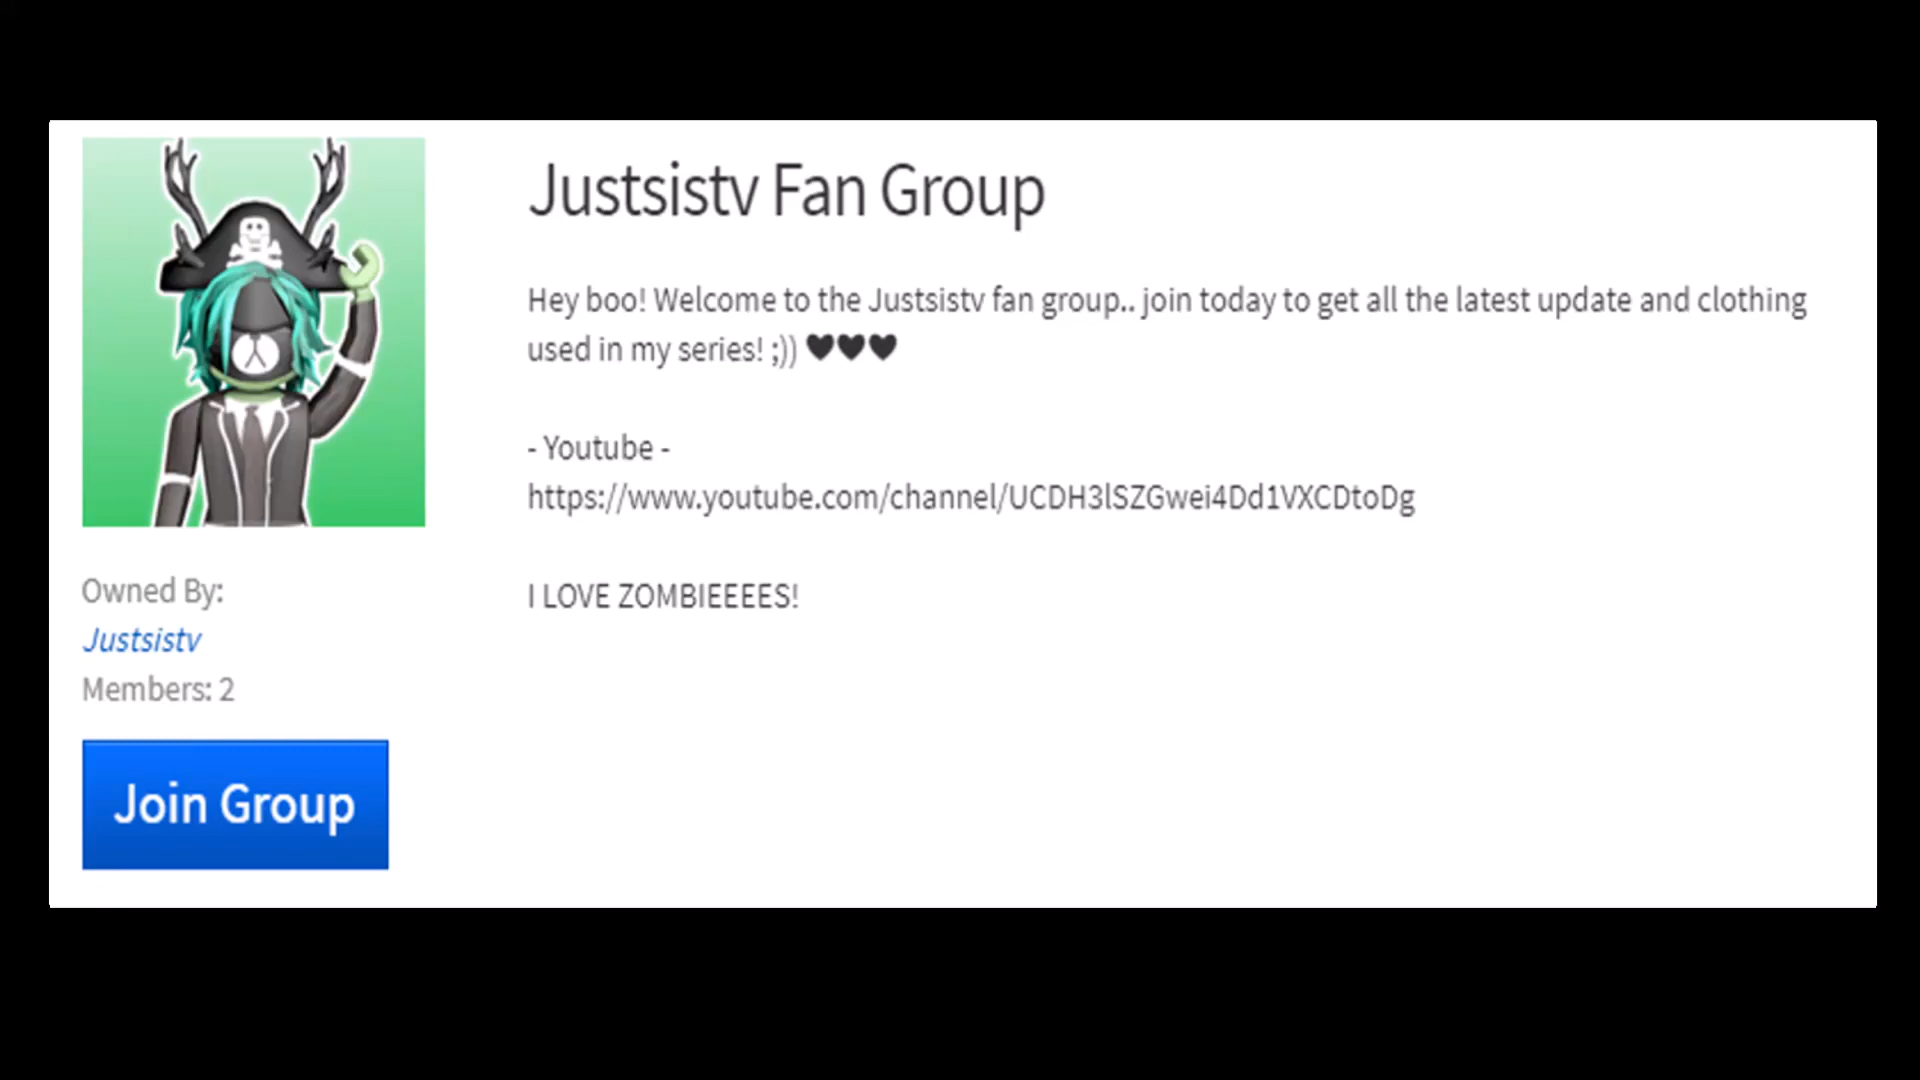 Justsistv Fan Group
Hey boo! Welcome to the Justsistv fan group.. join today to get all the latest update and clothing
used in my series! ;)) ♥♥♥
- Youtube -
https://www.youtube.com/channel/UCDH3lSZGwei4Dd1VXCDtoDg
I LOVE ZOMBIEEEES!
Owned By:
Justsistv
Members: 2
Join Group